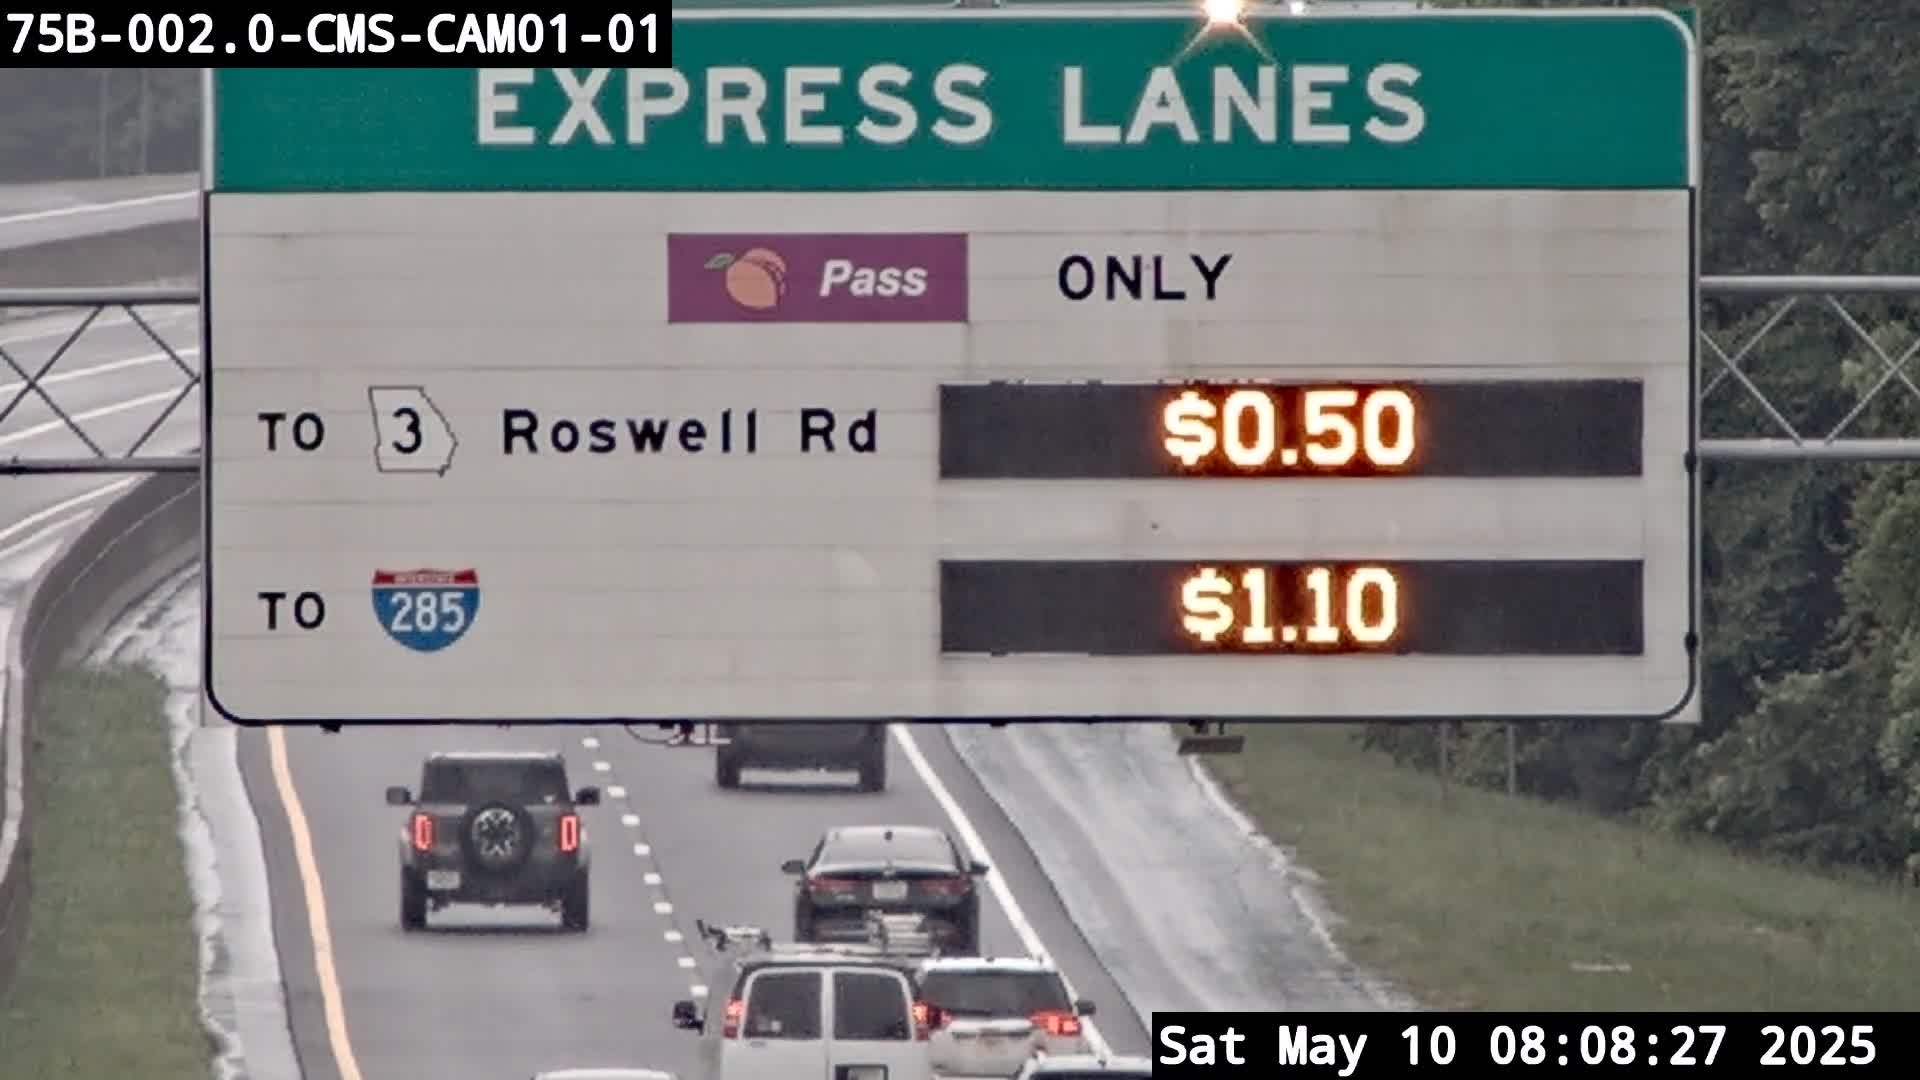 75B-002.0-CMS-CAM01-01
EXPRESS LANES
Pass ONLY
TO 3 Roswell Rd $0.50
TO 285 $1.10
Sat May 10 08:08:27 2025